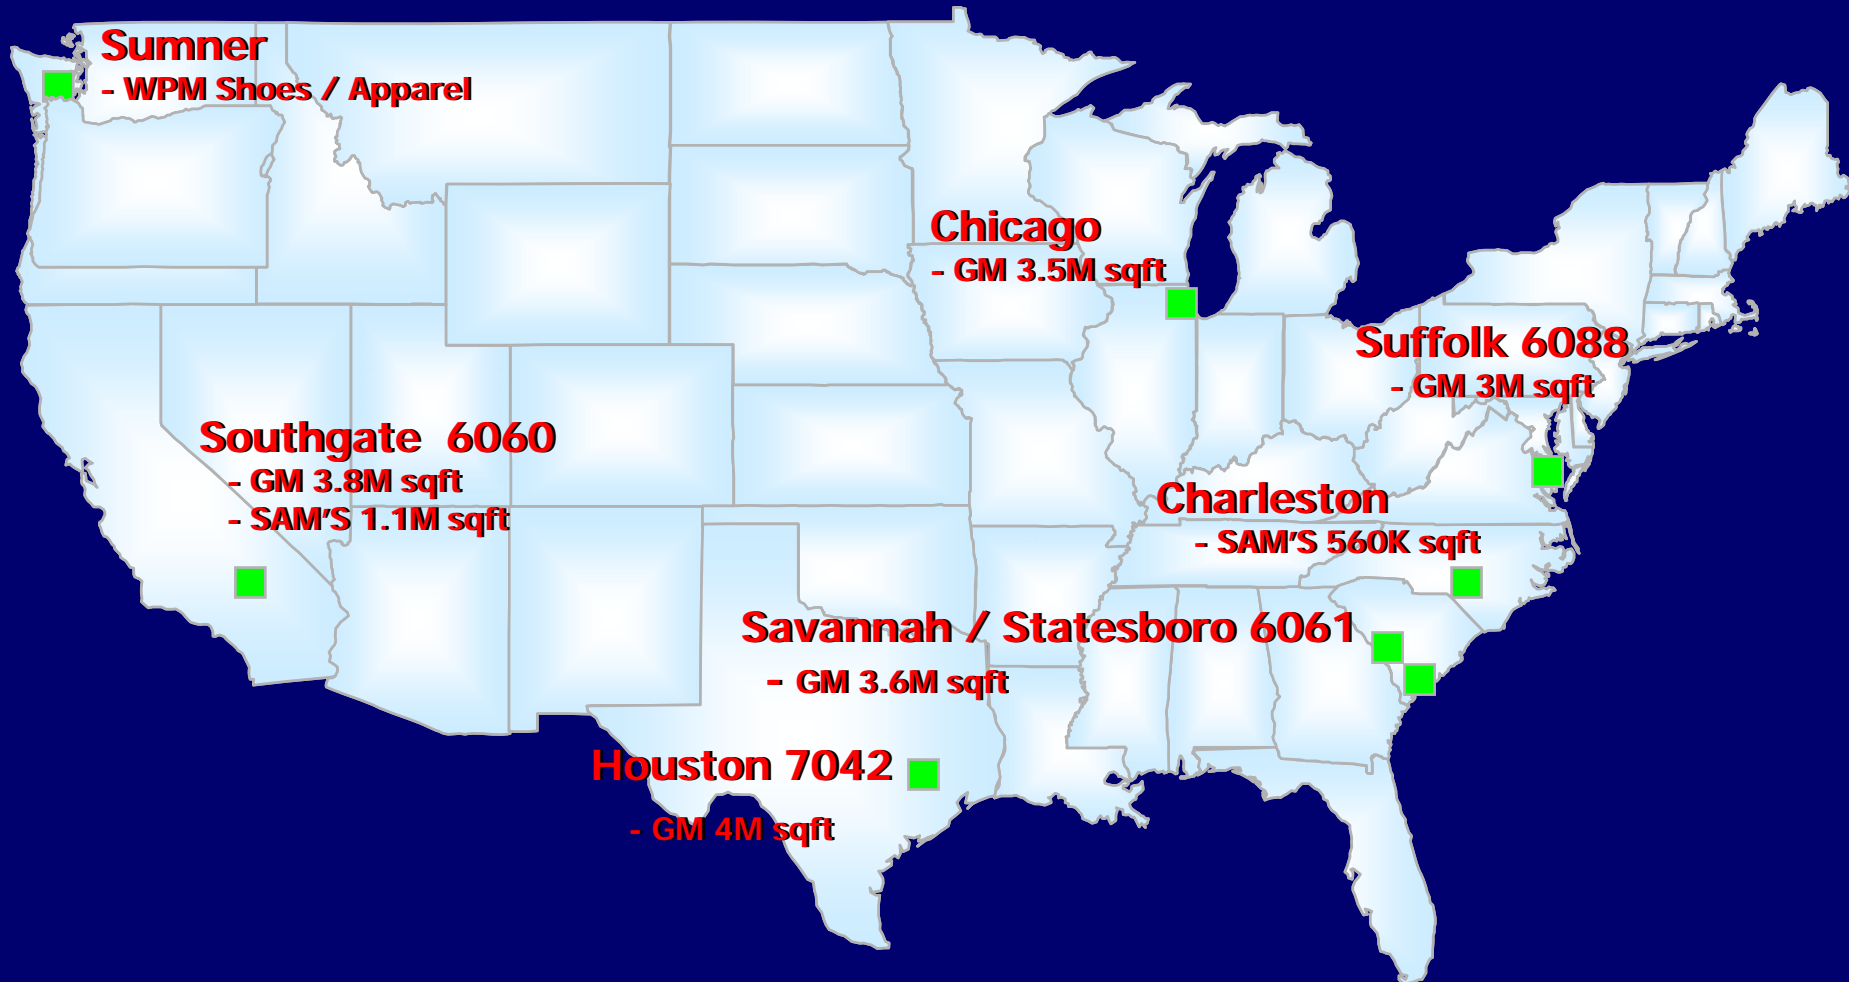 Sumner
- WPM Shoes / Apparel
Chicago
- GM 3.5M sqft
Suffolk 6088
- GM 3M sqft
Southgate 6060
- GM 3.8M sqft
- SAM'S 1.1M sqft
Charleston
- SAM'S 560K sqft
Savannah / Statesboro 6061
- GM 3.6M sqft
Houston 7042
- GM 4M sqft